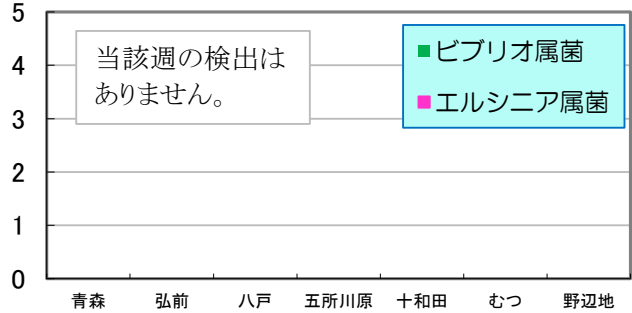 5
4
3
2
1
0
当該週の検出は
ありません。
■ビブリオ属菌
■エルシニア属菌
青森 弘前 八戸 五所川原 十和田 むつ 野辺地